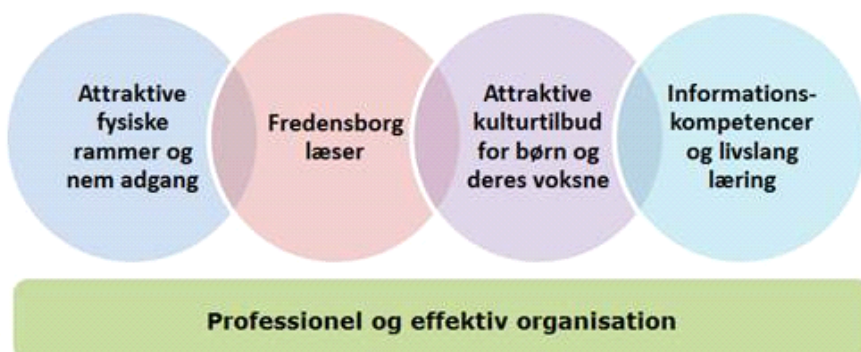 Attraktive
fysiske
rammer og
nem adgang
Fredensborg
læser
Attraktive
kulturtilbud
for børn og
deres voksne
Informations-
kompetencer
og livslang
læring
Professionel og effektiv organisation